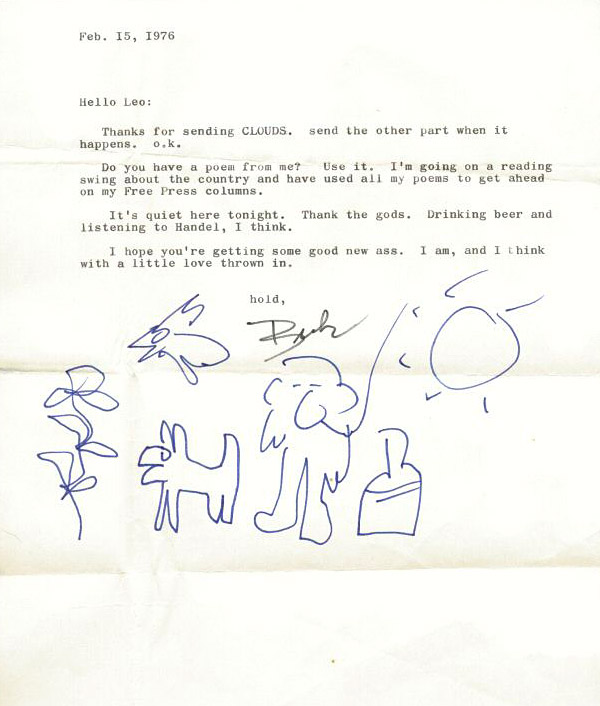 Feb. 15, 1976
Hello Leo:
Thanks for sending CLOUDS. send the other part when it
happens. o.k.
Do you have a poem from me? Use it. I'm going on a reading
swing about the country and have used all my poems to get ahead
on my Free Press columns.
It's quiet here tonight. Thank the gods. Drinking beer and
listening to Handel, I think.
I hope you're getting some good new ass. I am, and I think
with a little love thrown in.
hold,